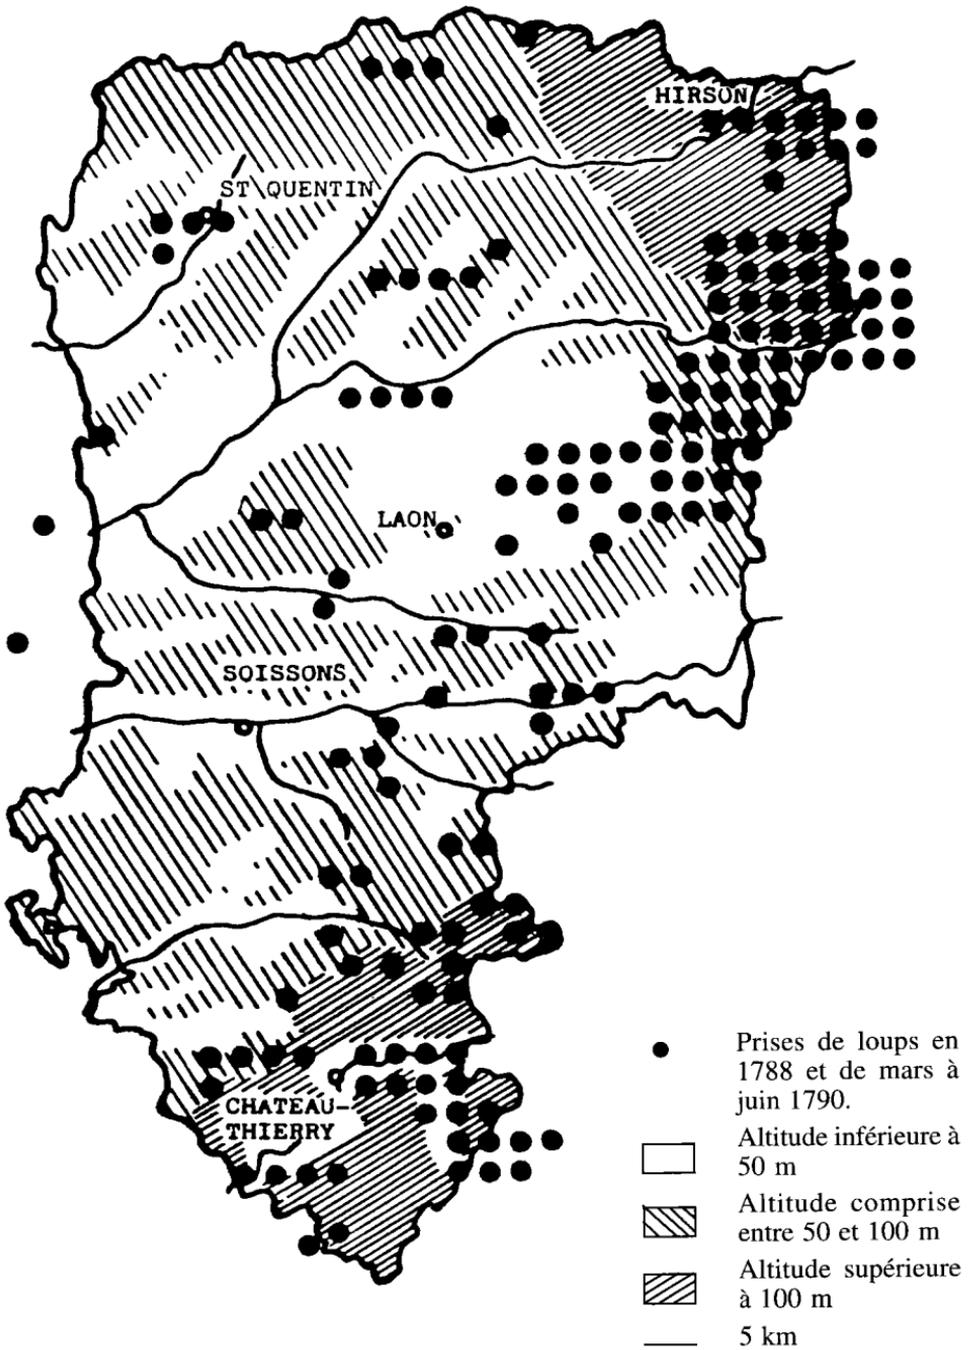 HIRSON
ST QUENTIN
LAON
SOISSONS
CHATEAU-
THIERRY
Prises de loups en
1788 et de mars à
juin 1790.
Altitude inférieure à
50 m
Altitude comprise
entre 50 et 100 m
Altitude supérieure
à 100 m
5 km